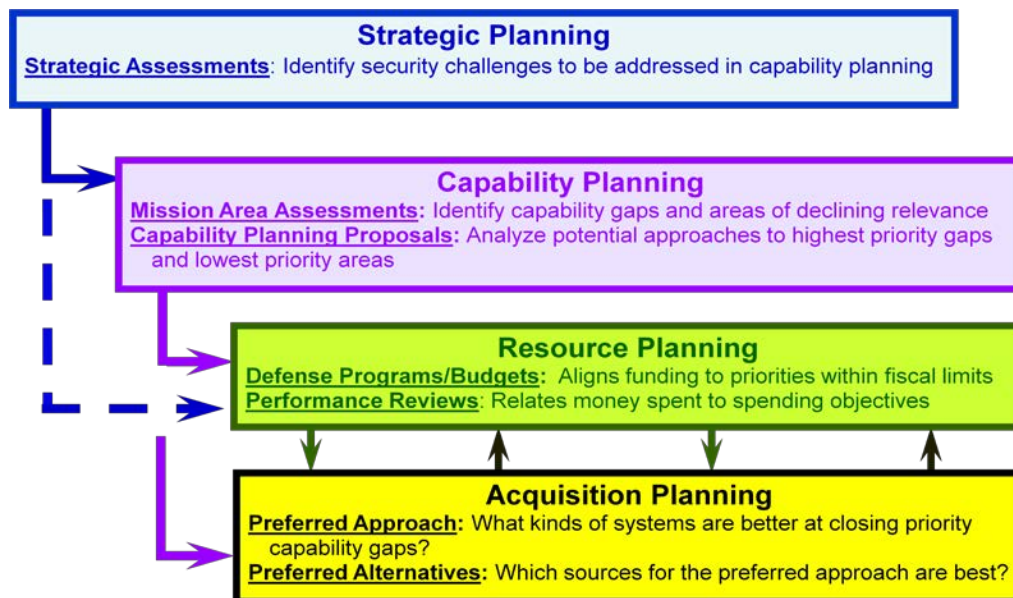 Strategic Planning
Strategic Assessments: Identify security challenges to be addressed in capability planning
Capability Planning
Mission Area Assessments: Identify capability gaps and areas of declining relevance
Capability Planning Proposals: Analyze potential approaches to highest priority gaps
and lowest priority areas
Resource Planning
Defense Programs/Budgets: Aligns funding to priorities within fiscal limits
Performance Reviews: Relates money spent to spending objectives
Acquisition Planning
Preferred Approach: What kinds of systems are better at closing priority
capability gaps?
Preferred Alternatives: Which sources for the preferred approach are best?